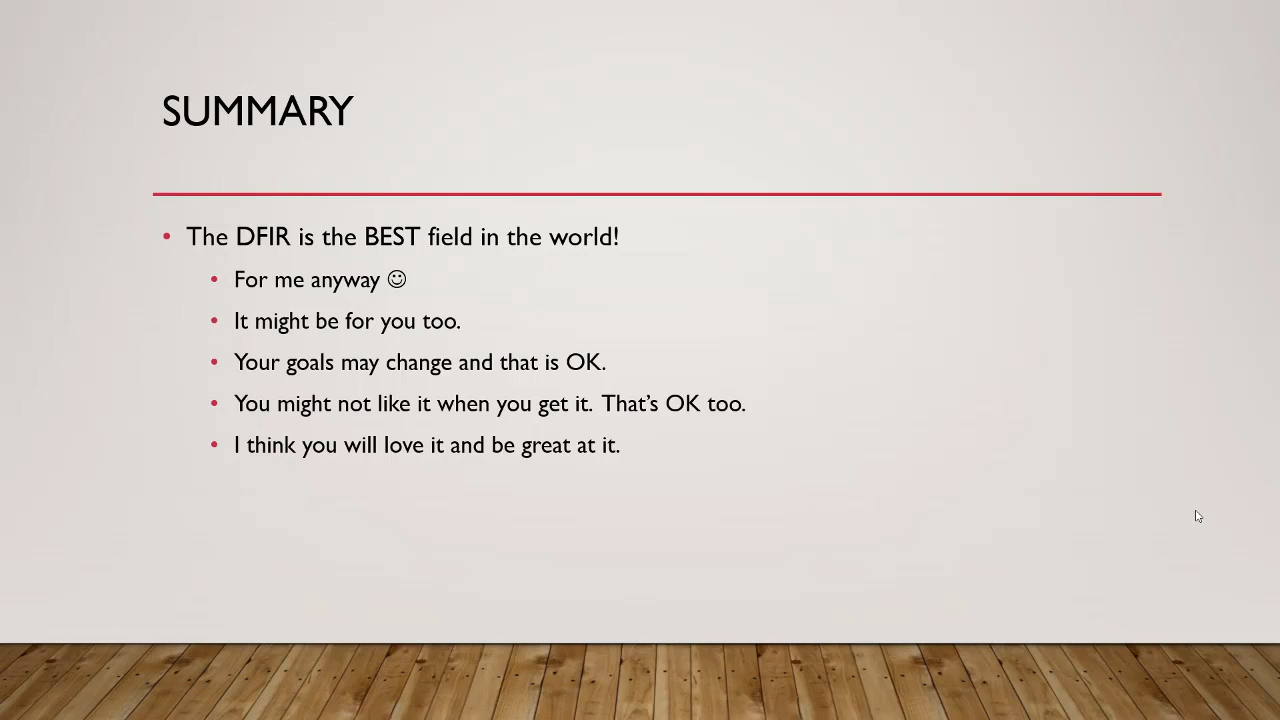 SUMMARY
• The DFIR is the BEST field in the world!
• For me anyway ☺
• It might be for you too.
• Your goals may change and that is OK.
• You might not like it when you get it. That’s OK too.
• I think you will love it and be great at it.